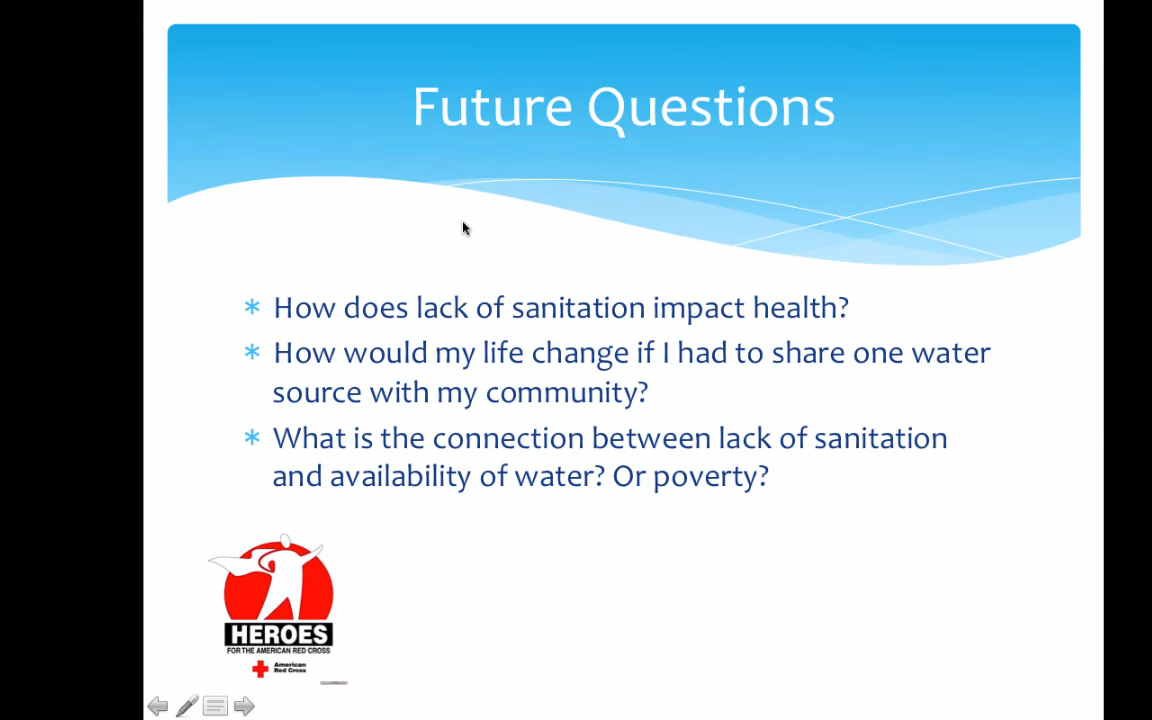 Future Questions
* How does lack of sanitation impact health?
* How would my life change if I had to share one water
source with my community?
* What is the connection between lack of sanitation
and availability of water? Or poverty?
HEROES
FOR THE AMERICAN RED CROSS
American
Red Cross